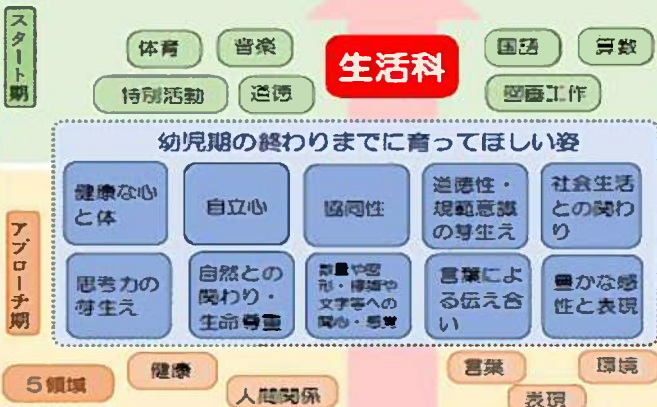 スタート期
体育
音楽
生活科
国語
算数
特別活動
道徳
図画工作
幼児期の終わりまでに育ってほしい姿
健康な心
と体
自立心
協同性
道徳性・
規範意識
の芽生え
社会生活
との関わ
り
アプローチ期
思考力の
芽生え
自然との
関わり・
生命尊重
数量や図
形・標識や
文字等への
関心・感覚
言葉によ
る伝え合
い
豊かな感
性と表現
5領域
健康
人間関係
言葉
環境
表現